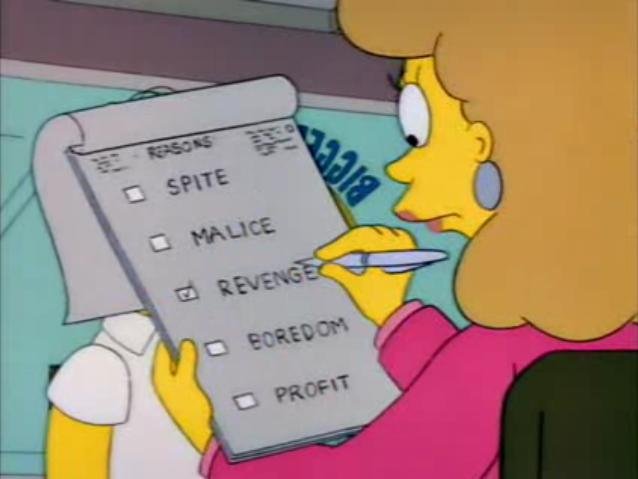 REASONS
SPITE
MALICE
REVENGE
BOREDOM
PROFIT